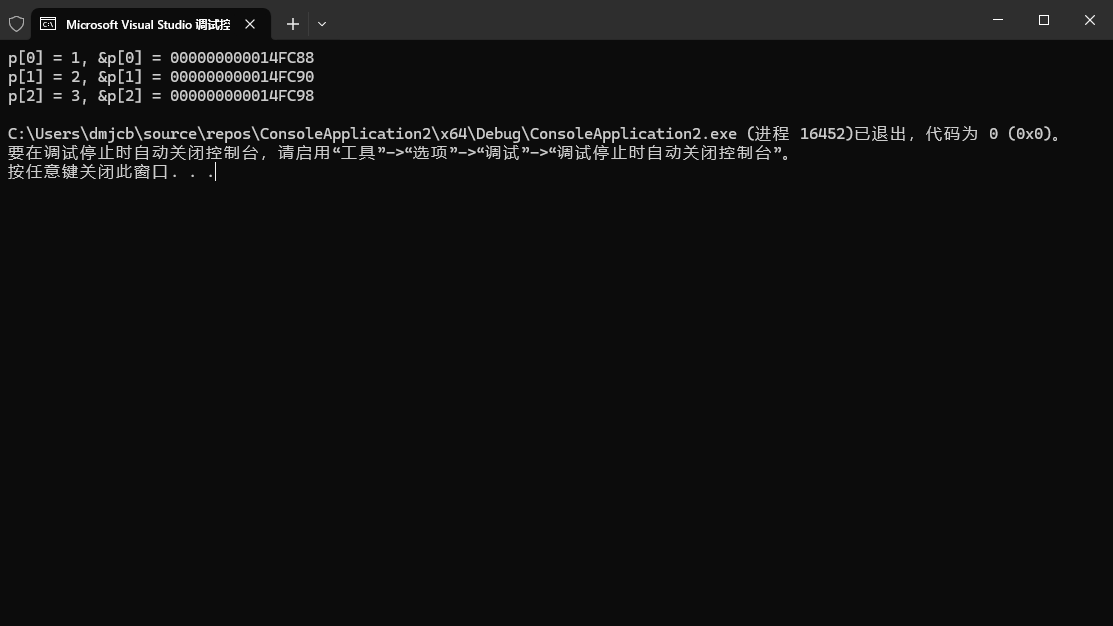 Microsoft Visual Studio 调试控
p[0] = 1, &p[0] = 000000000014FC88
p[1] = 2, &p[1] = 000000000014FC90
p[2] = 3, &p[2] = 000000000014FC98
C:\Users\dmjcb\source\repos\ConsoleApplication2\x64\Debug\ConsoleApplication2.exe (进程 16452)已退出，代码为 0 (0x0)。
要在调试停止时自动关闭控制台，请启用“工具”->“选项”->“调试”->“调试停止时自动关闭控制台”。
按任意键关闭此窗口. . .